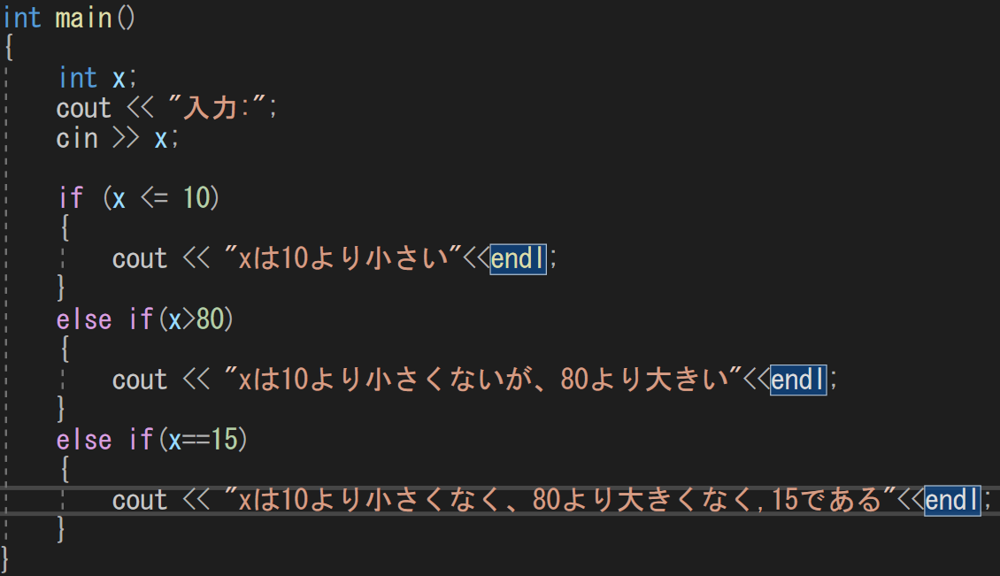 int main()
{
int x;
cout << "入力:";
cin >> x;
if (x <= 10)
{
cout << "xは10より小さい"<<endl;
}
else if(x>80)
{
cout << "xは10より小さくないが、80より大きい"<<endl;
}
else if(x==15)
{
cout << "xは10より小さくなく、80より大きくなく,15である"<<endl;
}
}